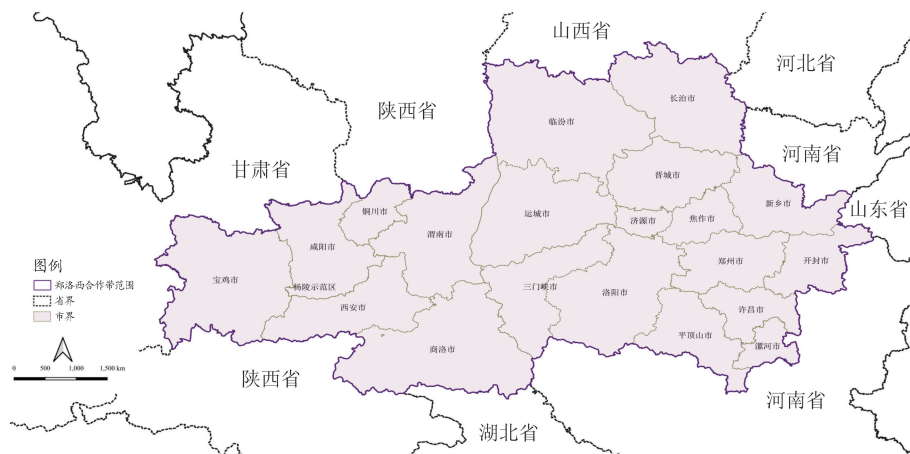 山西省
河北省
长治市
陕西省
临汾市
河南省
甘肃省
晋城市
山东省
铜川市
新乡市
运城市
济源市
焦作市
渭南市
咸阳市
郑州市
开封市
图例
宝鸡市
杨陵示范区
三门峡市
洛阳市
郑洛西合作带范围
省界
市界
西安市
许昌市
平顶山市
漯河市
商洛市
0 500 1,000 1,500 km
陕西省
河南省
湖北省